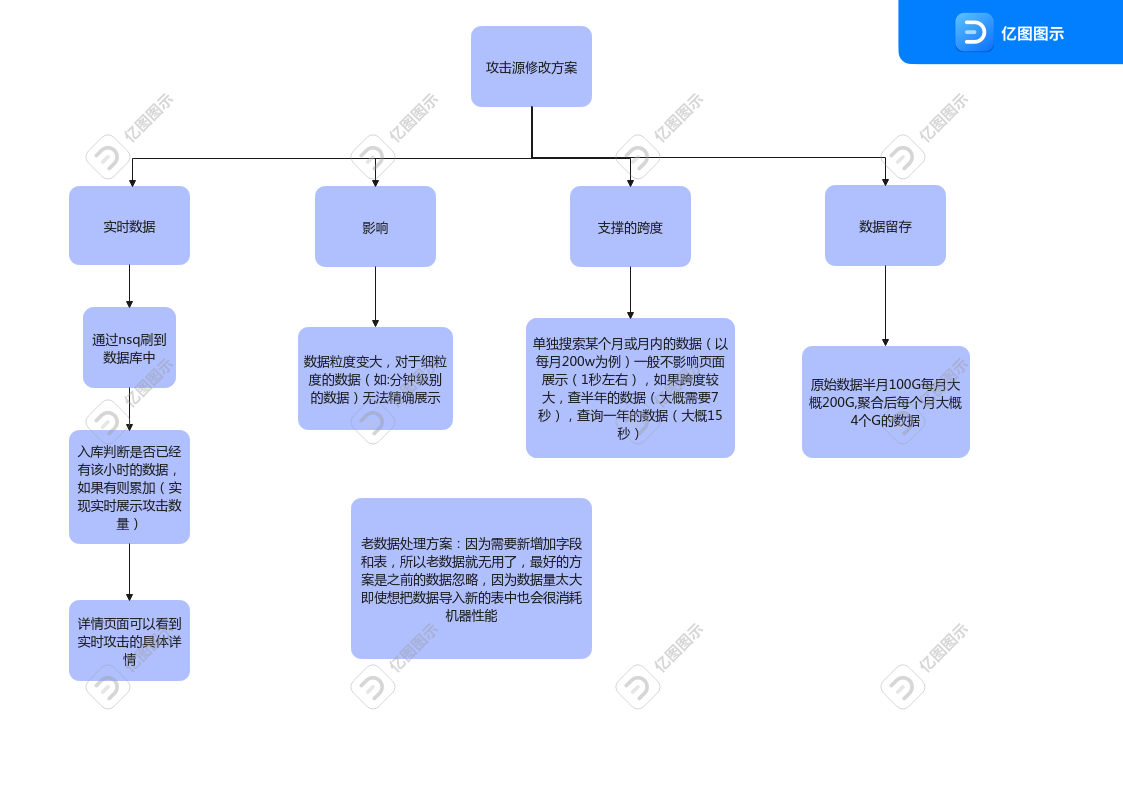 亿图图示
攻击源修改方案
实时数据
影响
支撑的跨度
数据留存
通过nsq刷到
数据库中
入库判断是否已经
有该小时的数据，
如果有则累加（实
现实时展示攻击数
量）
详情页面可以看到
实时攻击的具体详
情
数据粒度变大，对于细粒
度的数据（如:分钟级别
的数据）无法精确展示
单独搜索某个月或月内的数据（以
每月200w为例）一般不影响页面
展示（1秒左右），如果跨度较
大，查半年的数据（大概需要7
秒），查询一年的数据（大概15
秒）
原始数据半月100G每月大
概200G,聚合后每个月大概
4个G的数据
老数据处理方案：因为需要新增加字段
和表，所以老数据就无用了，最好的方
案是之前的数据忽略，因为数据量太大
即使想把数据导入新的表中也会很消耗
机器性能
亿图图示
亿图图示
亿图图示
亿图图示
亿图图示
亿图图示
亿图图示
亿图图示
亿图图示
亿图图示
亿图图示
亿图图示